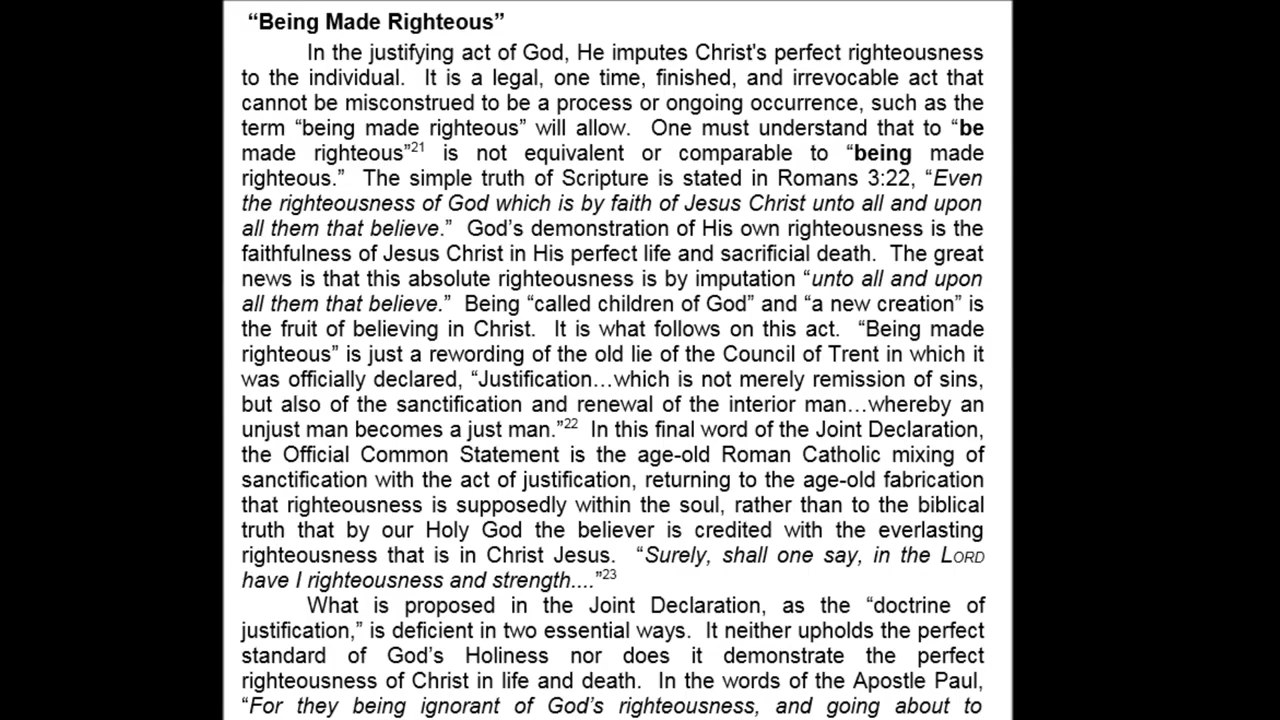 “Being Made Righteous”
In the justifying act of God, He imputes Christ's perfect righteousness
to the individual. It is a legal, one time, finished, and irrevocable act that
cannot be misconstrued to be a process or ongoing occurrence, such as the
term “being made righteous” will allow. One must understand that to “be
made righteous”21 is not equivalent or comparable to “being made
righteous.” The simple truth of Scripture is stated in Romans 3:22, “Even
the righteousness of God which is by faith of Jesus Christ unto all and upon
all them that believe.” God’s demonstration of His own righteousness is the
faithfulness of Jesus Christ in His perfect life and sacrificial death. The great
news is that this absolute righteousness is by imputation “unto all and upon
all them that believe.” Being “called children of God” and “a new creation” is
the fruit of believing in Christ. It is what follows on this act. “Being made
righteous” is just a rewording of the old lie of the Council of Trent in which it
was officially declared, “Justification…which is not merely remission of sins,
but also of the sanctification and renewal of the interior man…whereby an
unjust man becomes a just man.”22 In this final word of the Joint Declaration,
the Official Common Statement is the age-old Roman Catholic mixing of
sanctification with the act of justification, returning to the age-old fabrication
that righteousness is supposedly within the soul, rather than to the biblical
truth that by our Holy God the believer is credited with the everlasting
righteousness that is in Christ Jesus. “Surely, shall one say, in the LORD
have I righteousness and strength....”23
What is proposed in the Joint Declaration, as the “doctrine of
justification,” is deficient in two essential ways. It neither upholds the perfect
standard of God’s Holiness nor does it demonstrate the perfect
righteousness of Christ in life and death. In the words of the Apostle Paul,
“For they being ignorant of God’s righteousness, and going about to